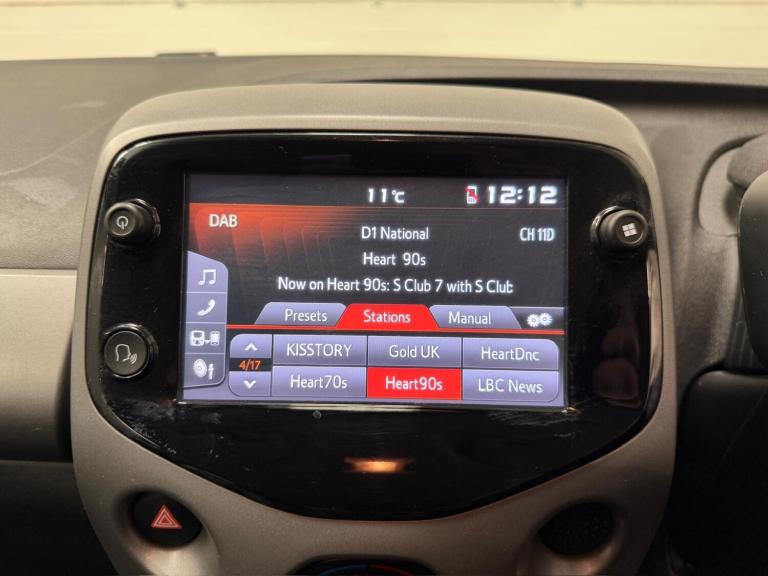 11°C 12:12
DAB
D1 National CH 11D
Heart 90s
Now on Heart 90s: S Club 7 with S Club
Presets Stations Manual
KISSTORY Gold UK HeartDnc
4/17
Heart70s Heart90s LBC News